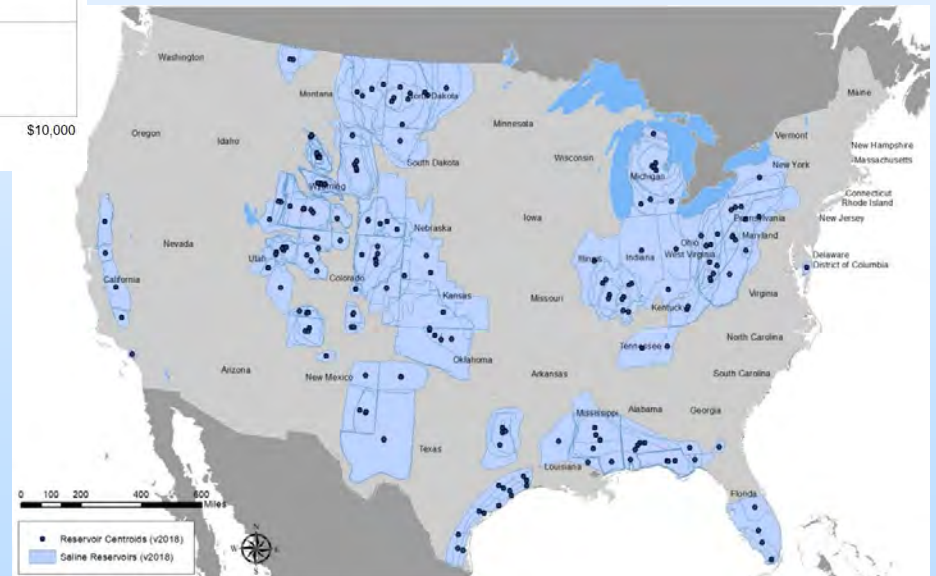 $10,000
Washington
Montana
North Dakota
Minnesota
Maine
Oregon
Idaho
Vermont
New Hampshire
Massachusetts
South Dakota
Wisconsin
Michigan
New York
Wyoming
Connecticut
Rhode Island
Iowa
Nebraska
Pennsylvania
New Jersey
Nevada
Utah
Illinois
Indiana
Ohio
West Virginia
Maryland
Delaware
District of Columbia
California
Colorado
Kansas
Missouri
Kentucky
Virginia
Oklahoma
Tennessee
North Carolina
Arizona
New Mexico
Arkansas
South Carolina
Mississippi
Alabama
Georgia
Texas
Louisiana
Florida
0 100 200 400 600
Miles
Reservoir Centroids (v2018)
Saline Reservoirs (v2018)
N
W
E
S